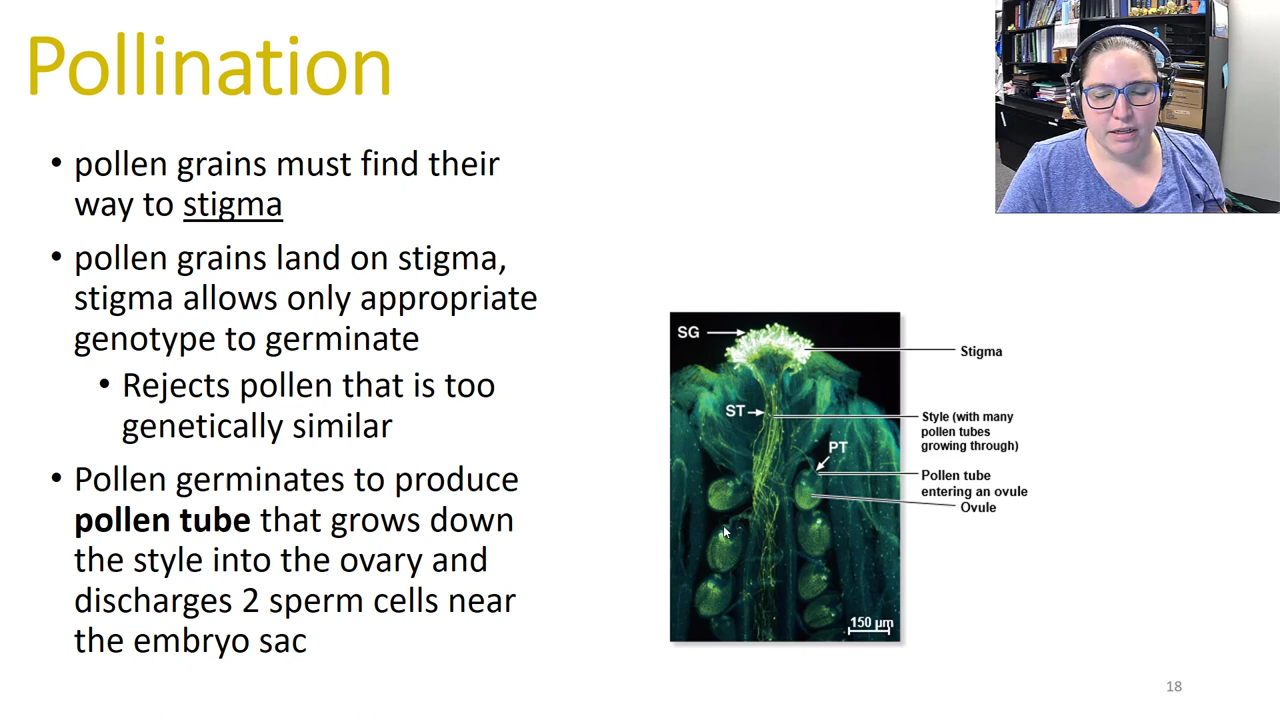 Pollination
• pollen grains must find their
way to stigma
• pollen grains land on stigma,
stigma allows only appropriate
genotype to germinate
• Rejects pollen that is too
genetically similar
• Pollen germinates to produce
pollen tube that grows down
the style into the ovary and
discharges 2 sperm cells near
the embryo sac
SG
Stigma
ST
Style (with many
pollen tubes
growing through)
PT
Pollen tube
entering an ovule
Ovule
150 µm
18